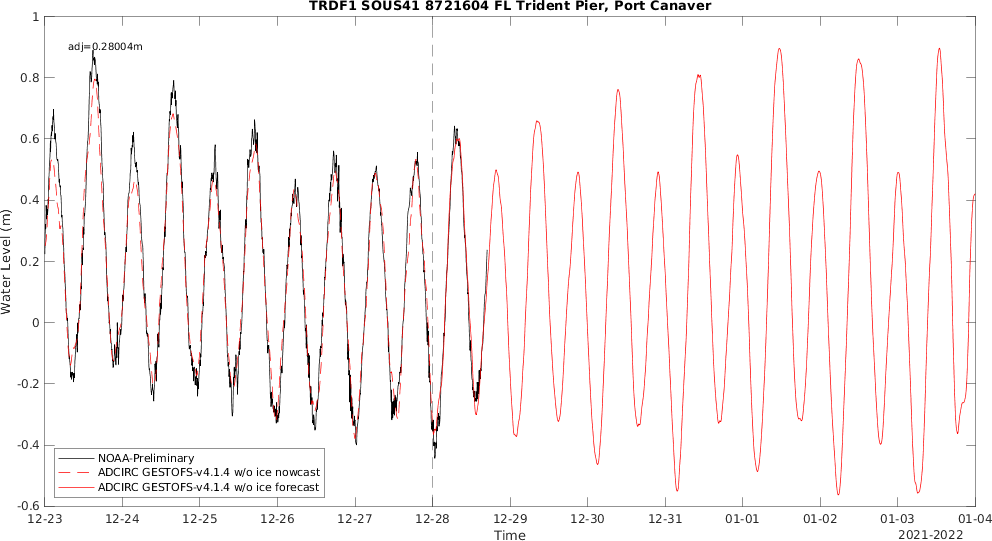 TRDF1 SOUS41 8721604 FL Trident Pier, Port Canaver
adj=0.28004m
1
0.8
0.6
0.4
0.2
0
-0.2
-0.4
-0.6
Water Level (m)
NOAA-Preliminary
ADCIRC GESTOFS-v4.1.4 w/o ice nowcast
ADCIRC GESTOFS-v4.1.4 w/o ice forecast
12-23 12-24 12-25 12-26 12-27 12-28 12-29 12-30 12-31 01-01 01-02 01-03 01-04
Time
2021-2022